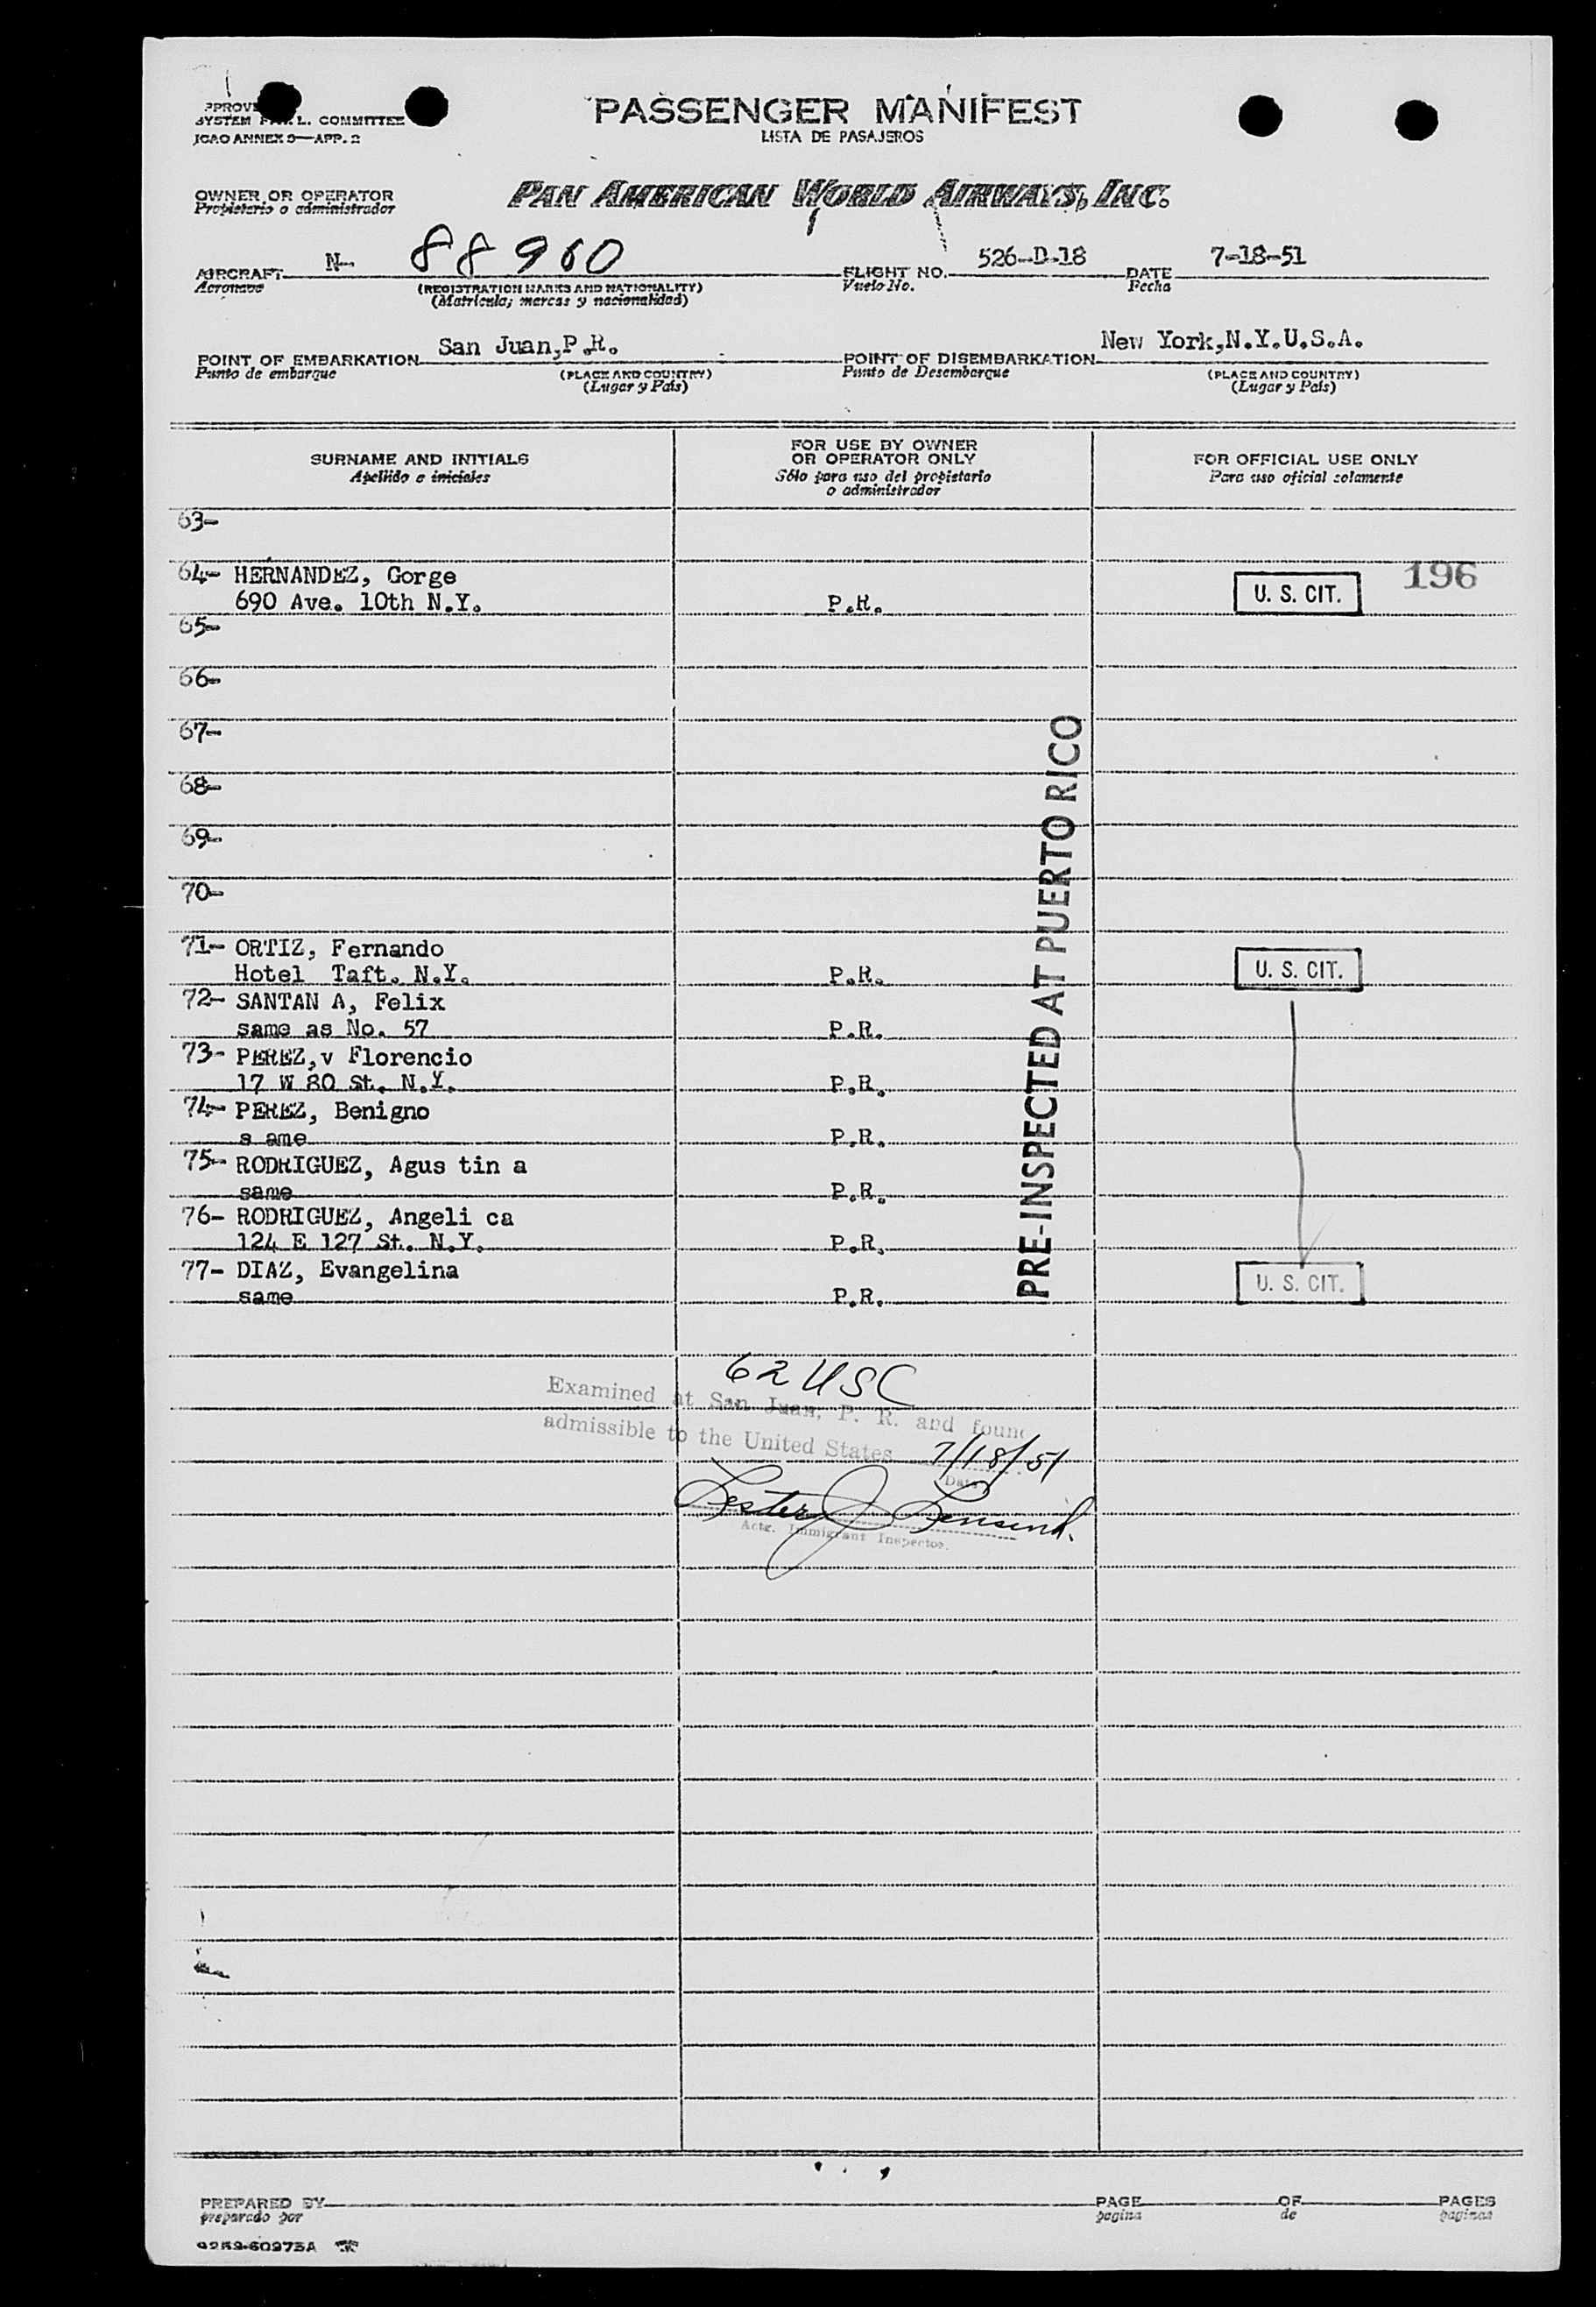 SYSTEM COMMITTEE
ICAO ANNEX 9—APP. 2
PASSENGER MANIFEST
LISTA DE PASAJEROS
OWNER OR OPERATOR
Propietario o administrador
PAN AMERICAN WORLD AIRWAYS, INC.
AIRCRAFT N- 88960 FLIGHT NO. 526-D-18 DATE 7-18-51
Aeronave (REGISTRATION MARKS AND NATIONALITY) Vuelo No. Fecha
(Matricula; marcas y nacionalidad)
POINT OF EMBARKATION San Juan,P.R. POINT OF DISEMBARKATION New York,N.Y.U.S.A.
Punto de embarque (PLACE AND COUNTRY) Punto de Desembarque (PLACE AND COUNTRY)
(Lugar y País) (Lugar y País)
SURNAME AND INITIALS FOR USE BY OWNER OR OPERATOR ONLY FOR OFFICIAL USE ONLY
Apellido e iniciales Sólo para uso del propietario o administrador Para uso oficial solamente
63-
64- HERNANDEZ, Gorge 196
690 Ave. 10th N.Y. P.R. U. S. CIT.
65-
66-
67-
68-
69-
70-
71- ORTIZ, Fernando
Hotel Taft. N.Y. P.R. U. S. CIT.
72- SANTAN A, Felix
same as No. 57 P.R.
73- PEREZ,v Florencio
17 W 80 St. N.Y. P.R.
74- PEREZ, Benigno
s ame P.R.
75- RODRIGUEZ, Agus tin a
same P.R.
76- RODRIGUEZ, Angeli ca
124 E 127 St. N.Y. P.R.
77- DIAZ, Evangelina
same P.R. U. S. CIT.
PRE-INSPECTED AT PUERTO RICO
62 USC
Examined at San Juan, P. R. and found
admissible to the United States 7/18/51
Date
Lester J
Actg. Immigrant Inspector.
PREPARED BY PAGE OF PAGES
preparado por pagina de paginas